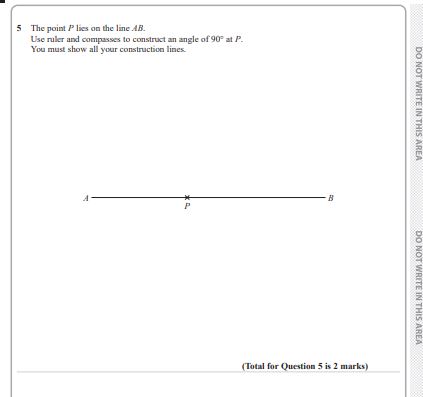 5 The point P lies on the line AB.
Use ruler and compasses to construct an angle of 90° at P.
You must show all your construction lines.
A B
P
(Total for Question 5 is 2 marks)
DO NOT WRITE IN THIS AREA
DO NOT WRITE IN THIS AREA